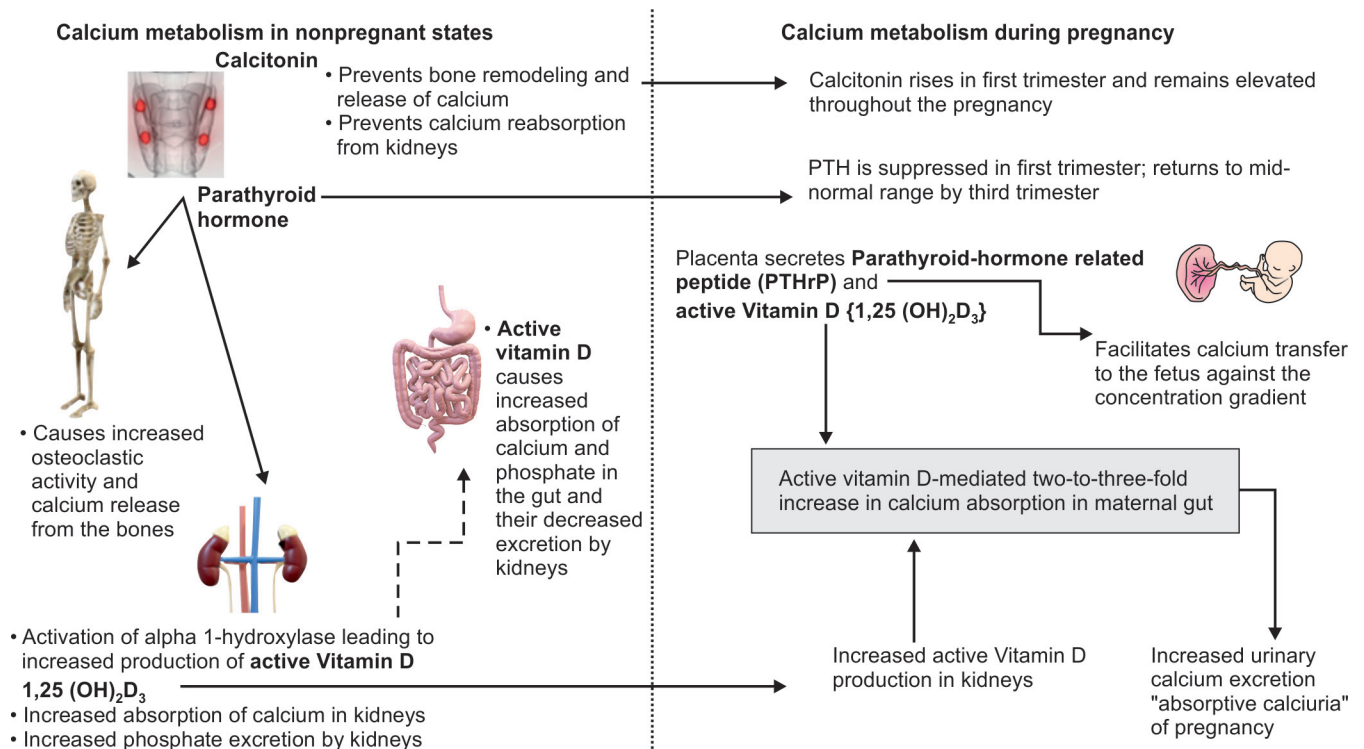 Calcium metabolism in nonpregnant states
Calcitonin
• Prevents bone remodeling and
release of calcium
• Prevents calcium reabsorption
from kidneys
Parathyroid
hormone
• Causes increased
osteoclastic
activity and
calcium release
from the bones
• Active
vitamin D
causes
increased
absorption of
calcium and
phosphate in
the gut and
their decreased
excretion by
kidneys
• Activation of alpha 1-hydroxylase leading to
increased production of active Vitamin D
1,25 (OH)₂D₃
• Increased absorption of calcium in kidneys
• Increased phosphate excretion by kidneys
Calcium metabolism during pregnancy
Calcitonin rises in first trimester and remains elevated
throughout the pregnancy
PTH is suppressed in first trimester; returns to mid-
normal range by third trimester
Placenta secretes Parathyroid-hormone related
peptide (PTHrP) and
active Vitamin D {1,25 (OH)₂D₃}
Facilitates calcium transfer
to the fetus against the
concentration gradient
Active vitamin D-mediated two-to-three-fold
increase in calcium absorption in maternal gut
Increased active Vitamin D
production in kidneys
Increased urinary
calcium excretion
"absorptive calciuria"
of pregnancy